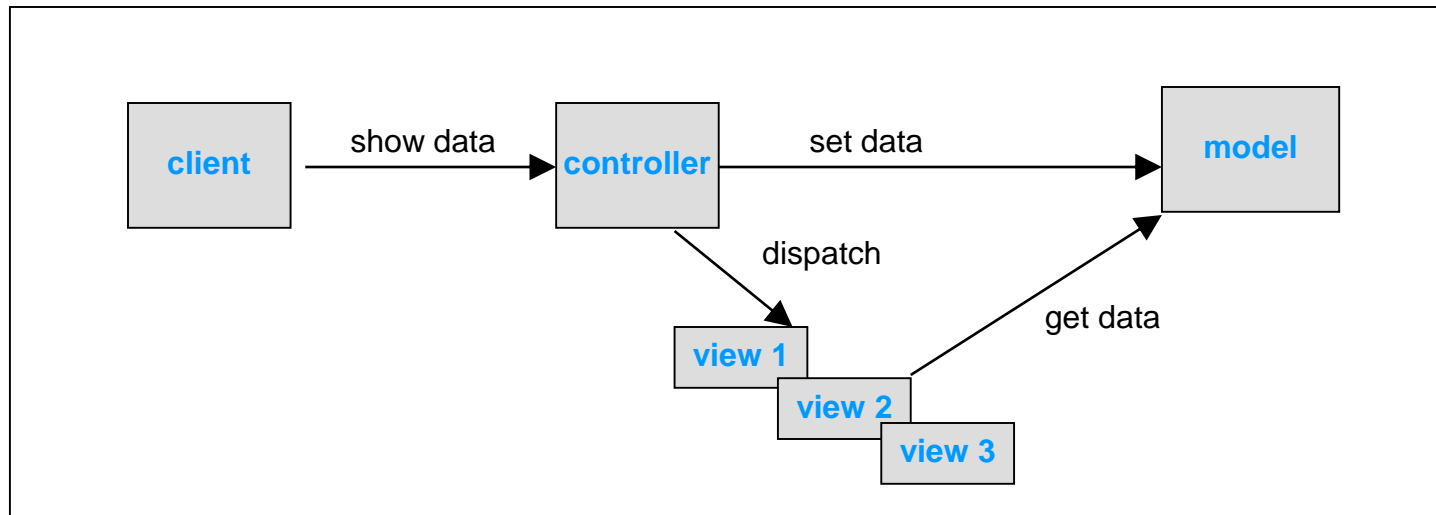 show data
set data
client
controller
model
dispatch
get data
view 1
view 2
view 3